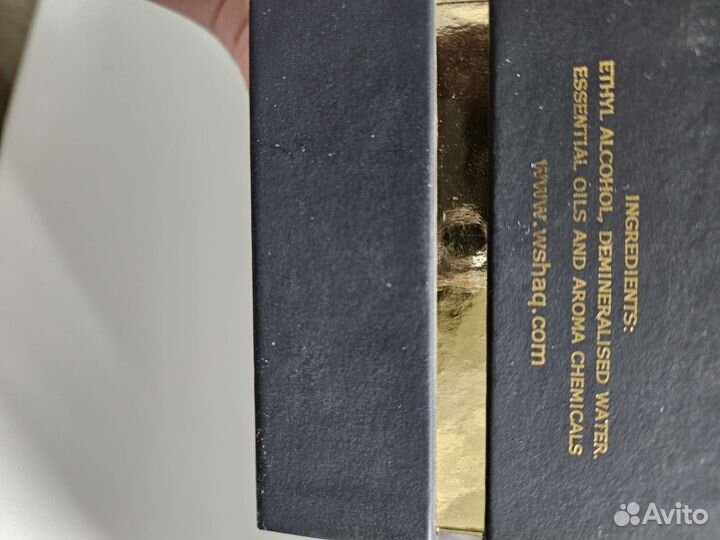 INGREDIENTS:
ETHYL ALCOHOL, DEMINERALISED WATER.
ESSENTIAL OILS AND AROMA CHEMICALS
www.wshaq.com
Avito